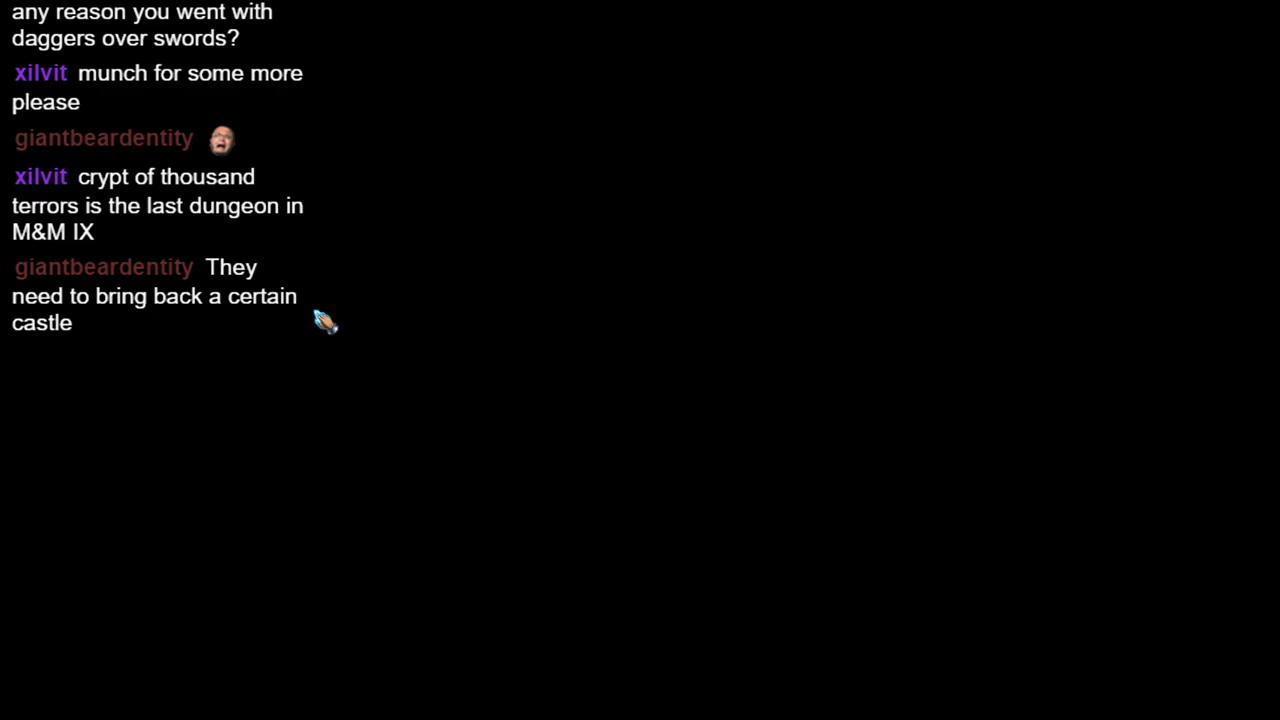 any reason you went with
daggers over swords?
xilvit munch for some more
please
giantbeardentity
xilvit crypt of thousand
terrors is the last dungeon in
M&M IX
giantbeardentity They
need to bring back a certain
castle